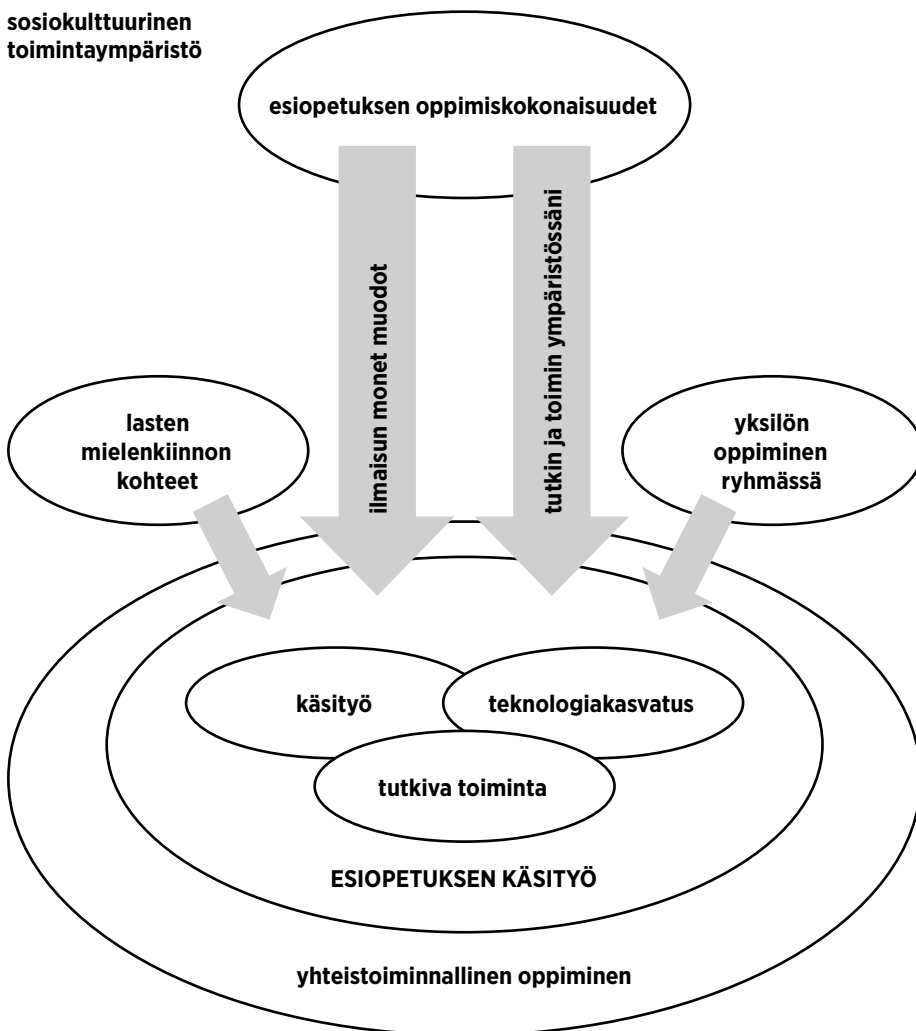 sosiokulttuurinen
toimintaympäristö
esiopetuksen oppimiskokonaisuudet
ilmaisun monet muodot
tutkin ja toimin ympäristössäni
lasten
mielenkiinnon
kohteet
yksilön
oppiminen
ryhmässä
käsityö
teknologiakasvatus
tutkiva toiminta
ESIOPETUKSEN KÄSITYÖ
yhteistoiminnallinen oppiminen